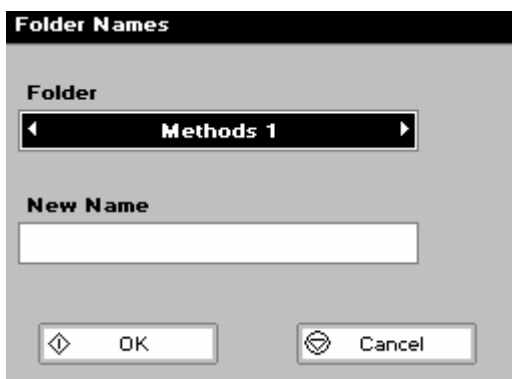 Folder Names
Folder
Methods 1
New Name
OK
Cancel